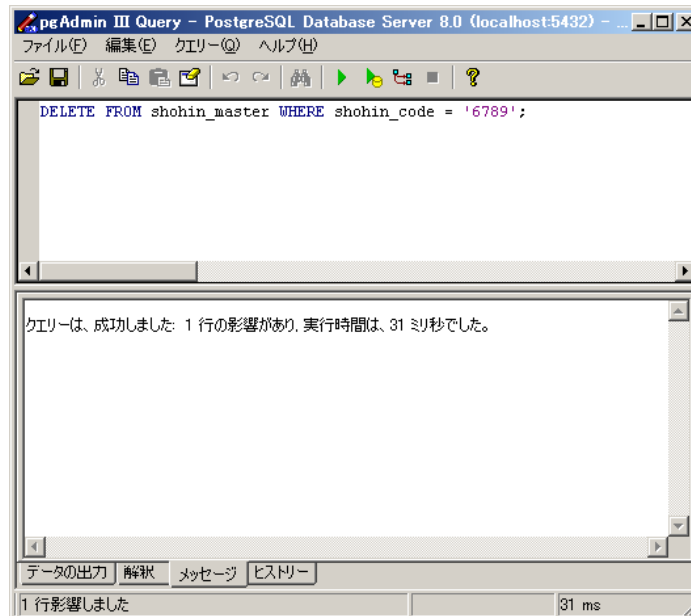 pgAdmin III Query - PostgreSQL Database Server 8.0 (localhost:5432) - ...
ファイル(F) 編集(E) クエリー(Q) ヘルプ(H)
DELETE FROM shohin_master WHERE shohin_code = '6789';
クエリーは、成功しました: 1 行の影響があり, 実行時間は、31 ミリ秒でした。
データの出力 解釈 メッセージ ヒストリー
1 行影響しました 31 ms